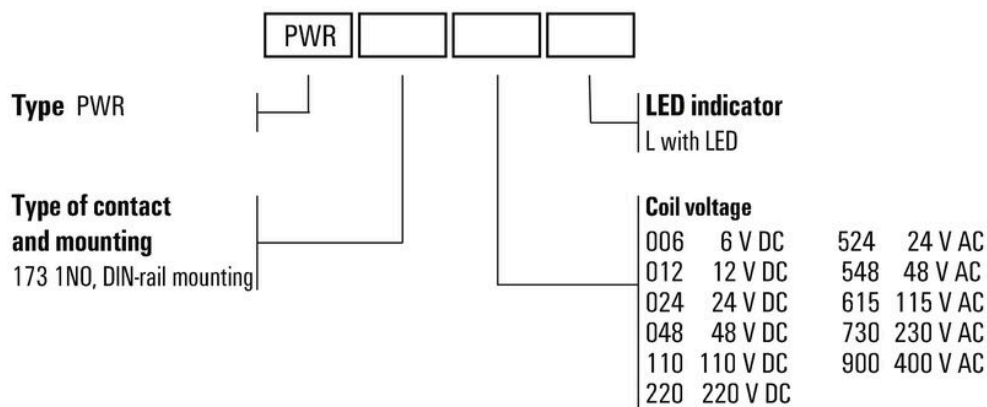 PWR
Type PWR
LED indicator
L with LED
Type of contact
and mounting
173 1NO, DIN-rail mounting
Coil voltage
006 6 V DC 524 24 V AC
012 12 V DC 548 48 V AC
024 24 V DC 615 115 V AC
048 48 V DC 730 230 V AC
110 110 V DC 900 400 V AC
220 220 V DC